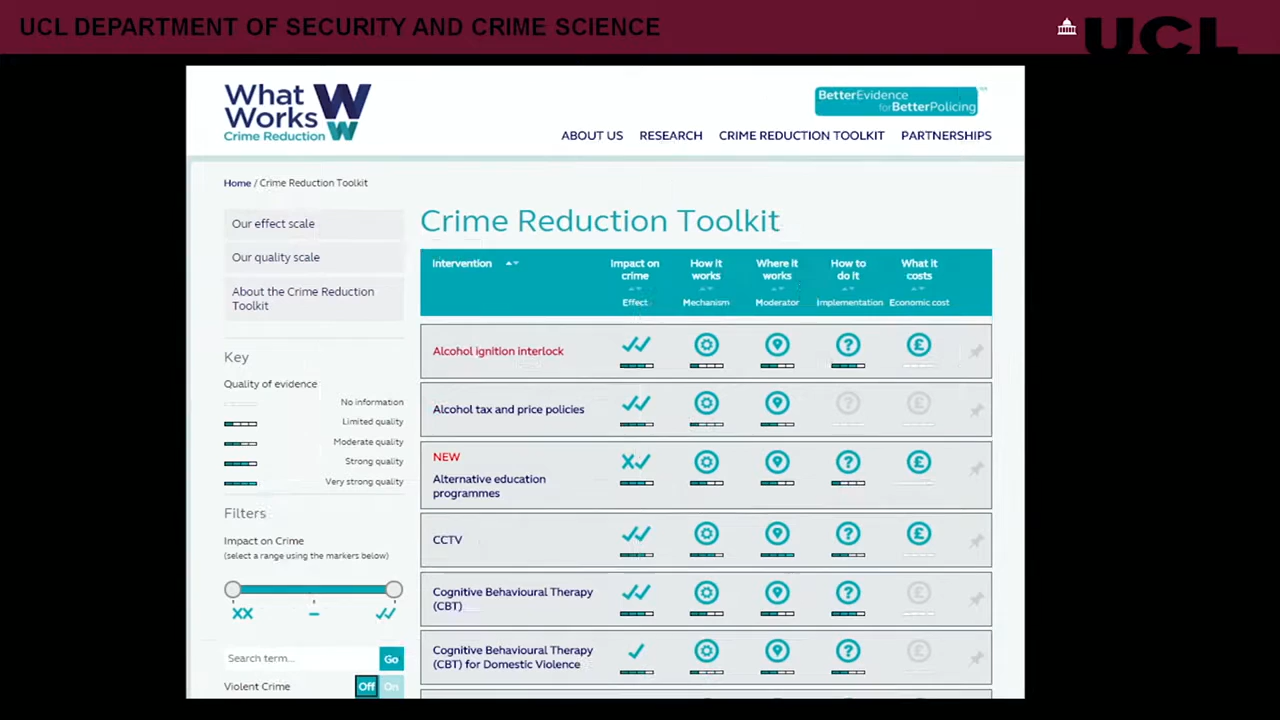 UCL DEPARTMENT OF SECURITY AND CRIME SCIENCE
UCL
What
Works
Crime Reduction
W
W
BetterEvidence
forBetterPolicing
ABOUT US RESEARCH CRIME REDUCTION TOOLKIT PARTNERSHIPS
Home / Crime Reduction Toolkit
Our effect scale
Our quality scale
About the Crime Reduction
Toolkit
Key
Quality of evidence
No information
Limited quality
Moderate quality
Strong quality
Very strong quality
Filters
Impact on Crime
(select a range using the markers below)
XX
Search term... Go
Violent Crime Off On
Crime Reduction Toolkit
Intervention
Impact on
crime
Effect
How it
works
Mechanism
Where it
works
Moderator
How to
do it
Implementation
What it
costs
Economic cost
Alcohol ignition interlock ? £
Alcohol tax and price policies ? £
NEW
Alternative education
programmes
X ? £
CCTV ? £
Cognitive Behavioural Therapy
(CBT)
? £
Cognitive Behavioural Therapy
(CBT) for Domestic Violence
? £